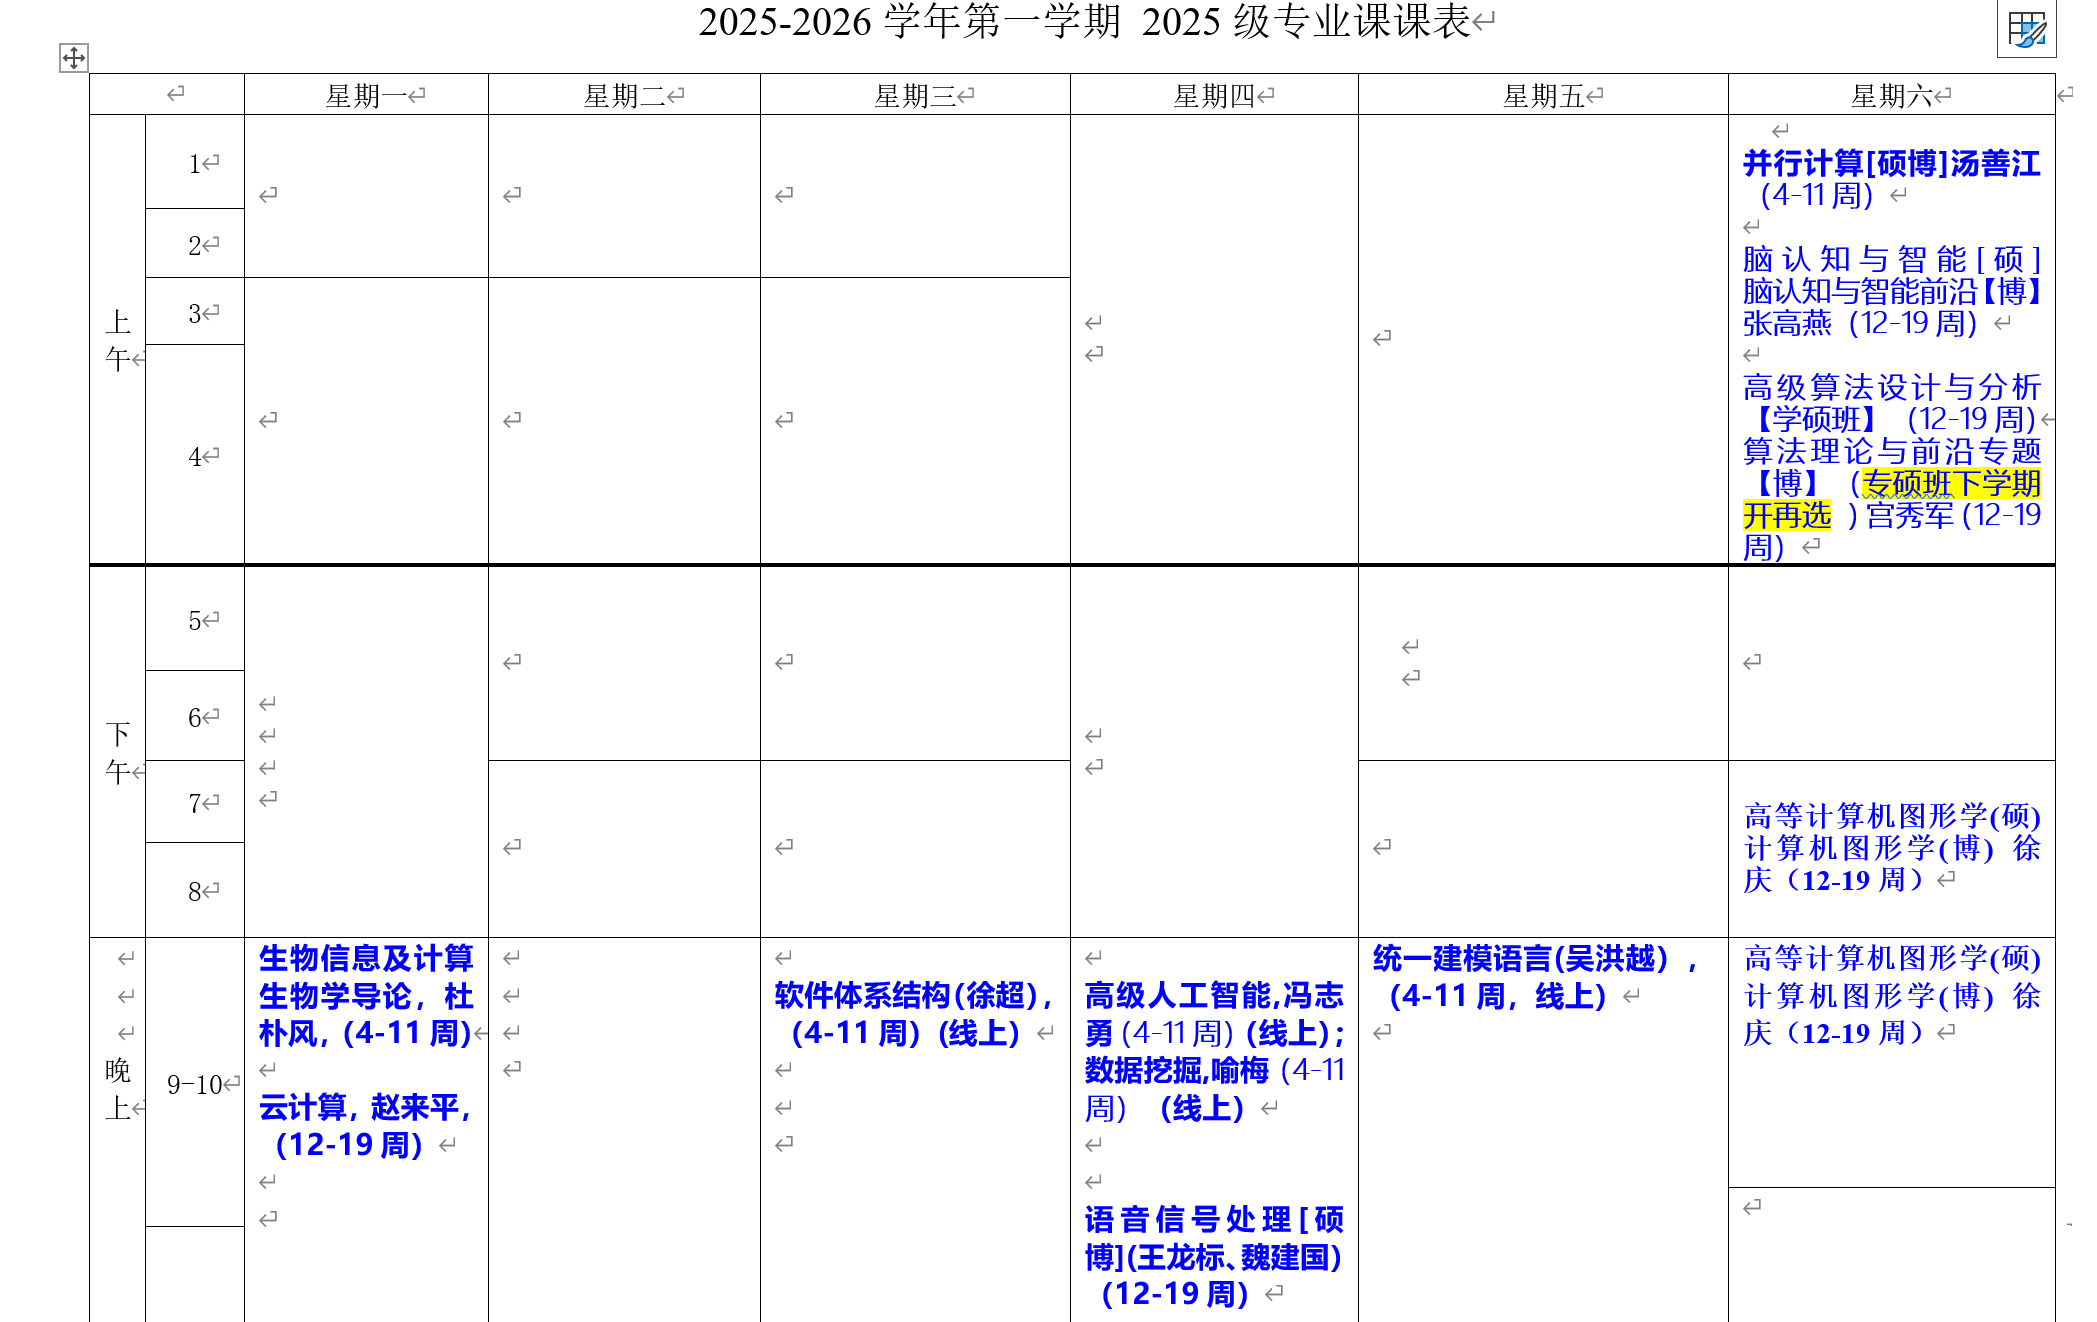 2025-2026 学年第一学期 2025 级专业课课表
星期一
星期二
星期三
星期四
星期五
星期六
上
午
1
2
3
4
并行计算[硕博]汤善江
（4-11 周）
脑认知与智能[硕]
脑认知与智能前沿【博】
张高燕（12-19 周）
高级算法设计与分析
【学硕班】（12-19 周）
算法理论与前沿专题
【博】（专硕班下学期
开再选 ）宫秀军 (12-19
周）
下
午
5
6
7
8
高等计算机图形学(硕)
计算机图形学(博) 徐
庆（12-19 周）
晚
上
9-10
生物信息及计算
生物学导论，杜
朴风，（4-11 周）
云计算，赵来平，
（12-19 周）
软件体系结构（徐超），
（4-11 周）(线上）
高级人工智能,冯志
勇（4-11 周）(线上）；
数据挖掘,喻梅（4-11
周） （线上）
语音信号处理[硕
博](王龙标、魏建国)
（12-19 周）
统一建模语言(吴洪越），
（4-11 周，线上）
高等计算机图形学(硕)
计算机图形学(博) 徐
庆（12-19 周）